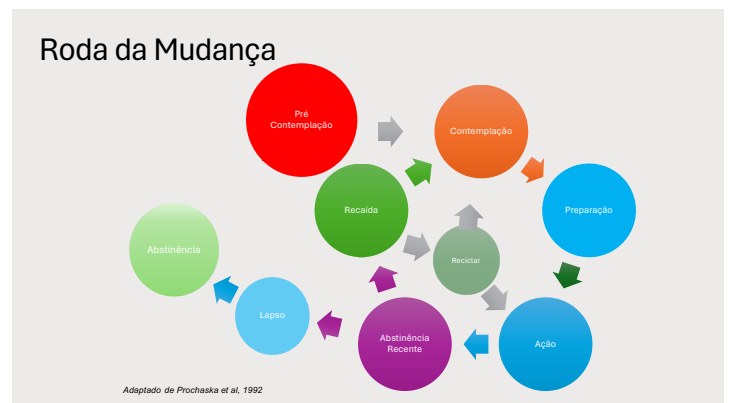 Roda da Mudança
Pré
Contemplação
Contemplação
Recaída
Preparação
Abstinência
Reciclar
Lapso
Abstinência
Recente
Ação
Adaptado de Prochaska et al, 1992